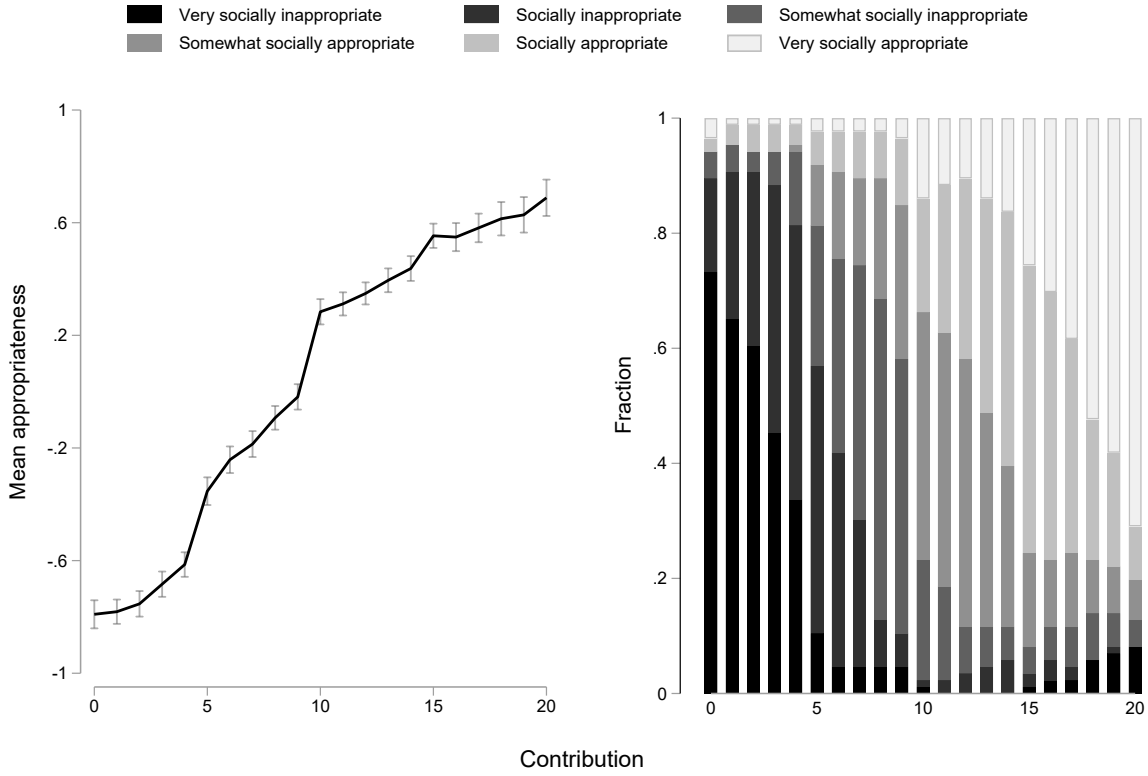 Very socially inappropriate Socially inappropriate Somewhat socially inappropriate
Somewhat socially appropriate Socially appropriate Very socially appropriate
Mean appropriateness
1
.6
.2
-.2
-.6
-1
0 5 10 15 20
Fraction
1
.8
.6
.4
.2
0
0 5 10 15 20
Contribution